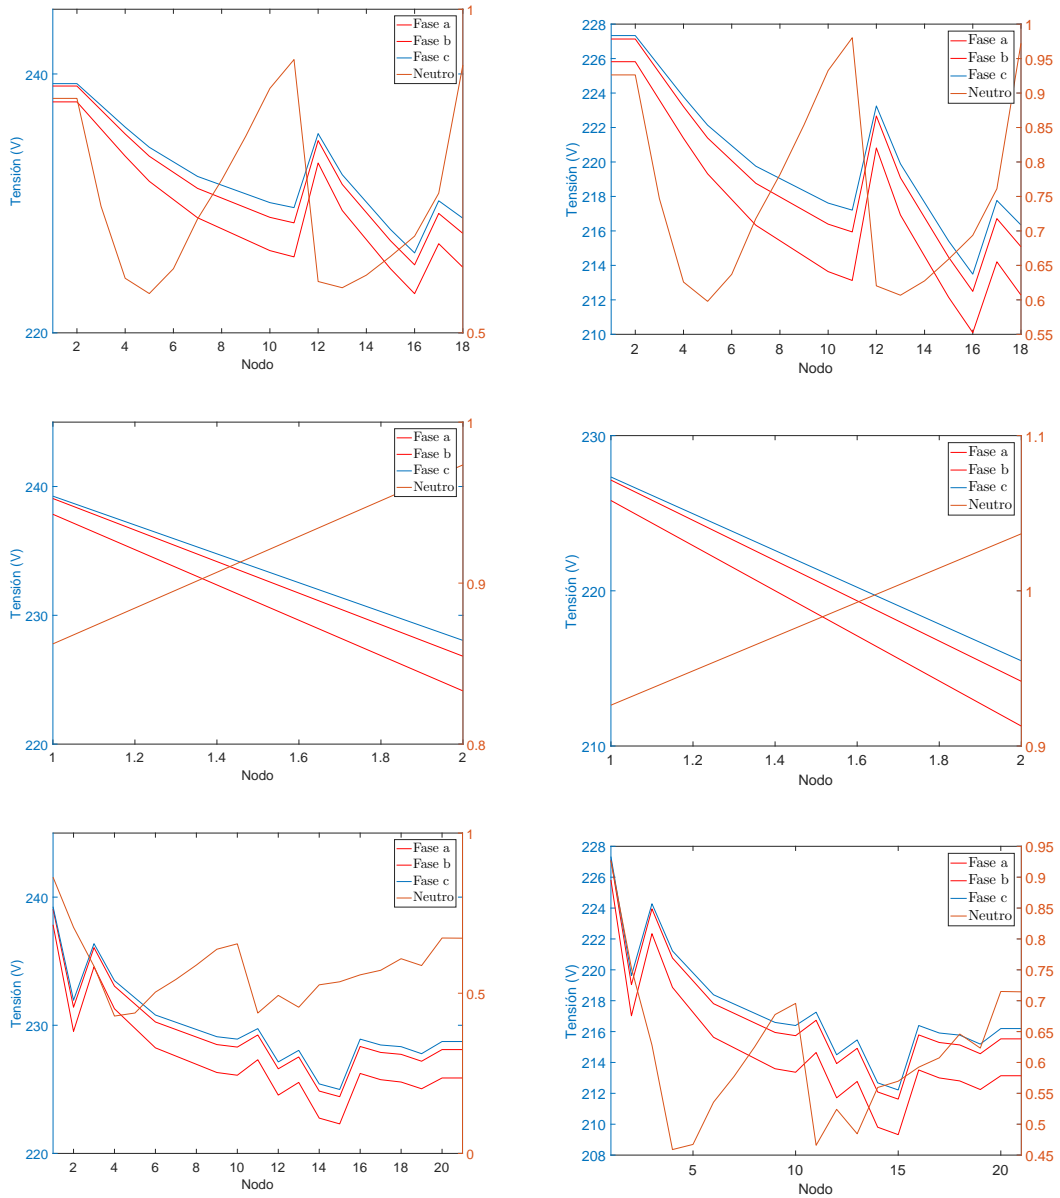 Tensión (V)
240
220
1
0.5
2 4 6 8 10 12 14 16 18
Nodo
Fase a
Fase b
Fase c
Neutro
Tensión (V)
228
226
224
222
220
218
216
214
212
210
1
0.95
0.9
0.85
0.8
0.75
0.7
0.65
0.6
0.55
2 4 6 8 10 12 14 16 18
Nodo
Fase a
Fase b
Fase c
Neutro
Tensión (V)
240
230
220
1
0.9
0.8
1 1.2 1.4 1.6 1.8 2
Nodo
Fase a
Fase b
Fase c
Neutro
Tensión (V)
230
220
210
1.1
1
0.9
1 1.2 1.4 1.6 1.8 2
Nodo
Fase a
Fase b
Fase c
Neutro
Tensión (V)
240
230
220
1
0.5
0
2 4 6 8 10 12 14 16 18 20
Nodo
Fase a
Fase b
Fase c
Neutro
Tensión (V)
228
226
224
222
220
218
216
214
212
210
208
0.95
0.9
0.85
0.8
0.75
0.7
0.65
0.6
0.55
0.5
0.45
5 10 15 20
Nodo
Fase a
Fase b
Fase c
Neutro